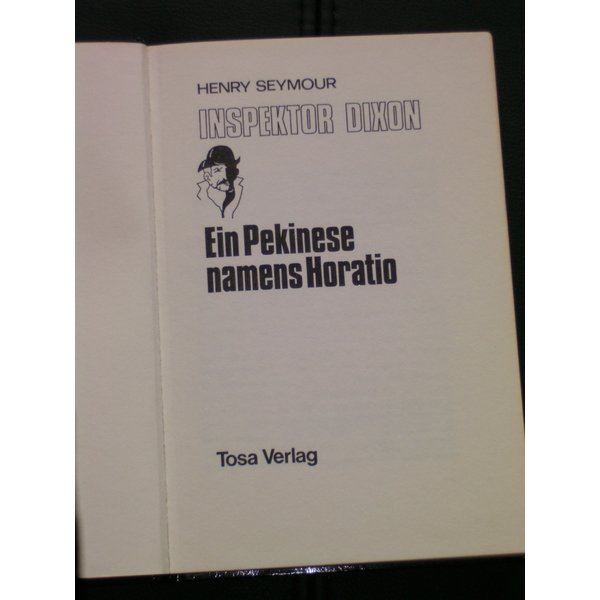 HENRY SEYMOUR
INSPEKTOR DIXON
Ein Pekinese
namens Horatio
Tosa Verlag